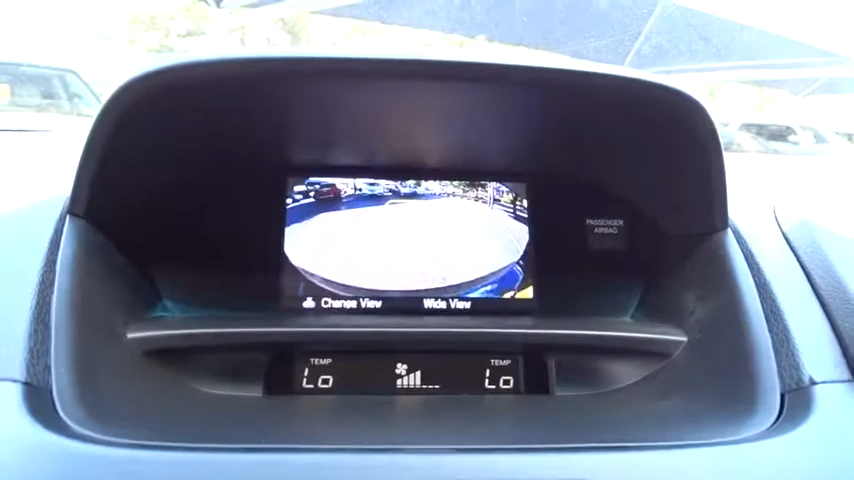 PASSENGER
AIRBAG
Change View
Wide View
TEMP
TEMP
Lo
Lo